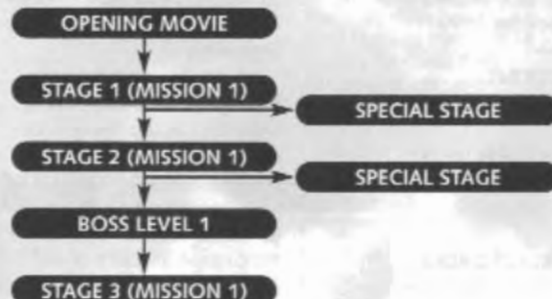 OPENING MOVIE
STAGE 1 (MISSION 1)
SPECIAL STAGE
STAGE 2 (MISSION 1)
SPECIAL STAGE
BOSS LEVEL 1
STAGE 3 (MISSION 1)